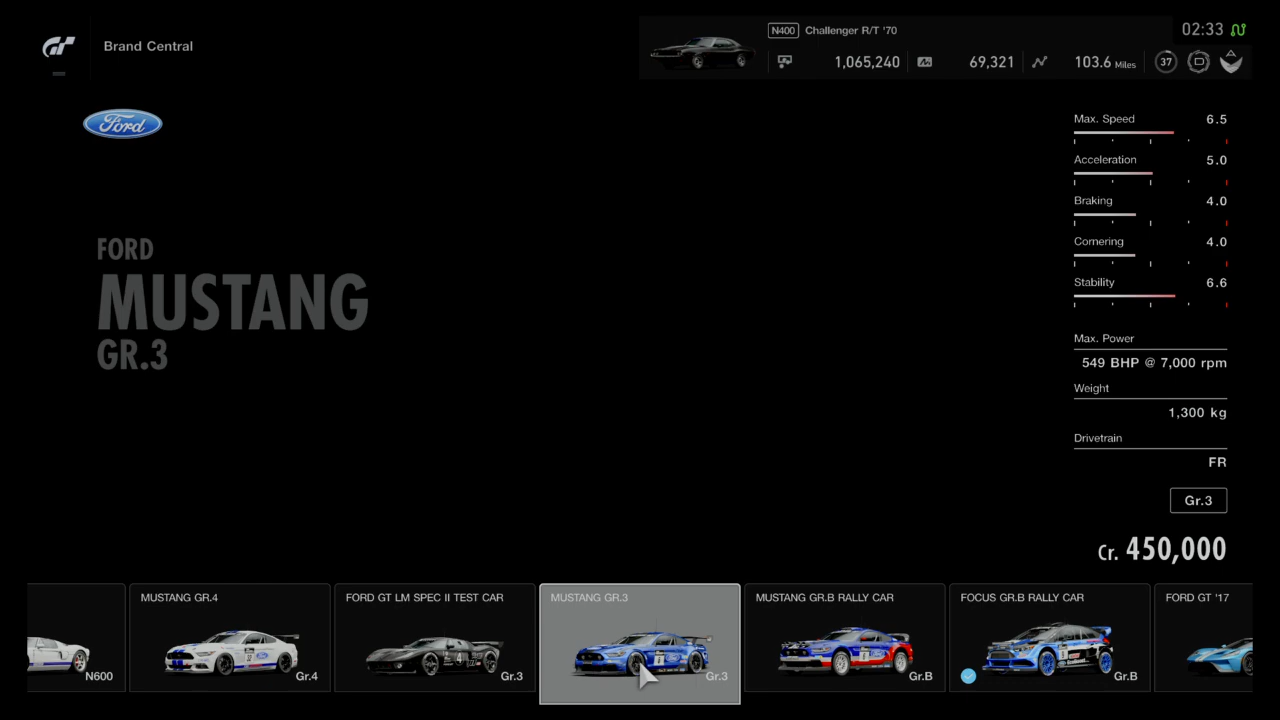 Brand Central
N400 Challenger R/T '70
02:33
1,065,240
69,321
103.6 Miles
37
Ford
FORD
MUSTANG
GR.3
Max. Speed 6.5
Acceleration 5.0
Braking 4.0
Cornering 4.0
Stability 6.6
Max. Power
549 BHP @ 7,000 rpm
Weight
1,300 kg
Drivetrain
FR
Gr.3
Cr. 450,000
N600
MUSTANG GR.4
Gr.4
FORD GT LM SPEC II TEST CAR
Gr.3
MUSTANG GR.3
Gr.3
MUSTANG GR.B RALLY CAR
Gr.B
FOCUS GR.B RALLY CAR
Gr.B
FORD GT '17